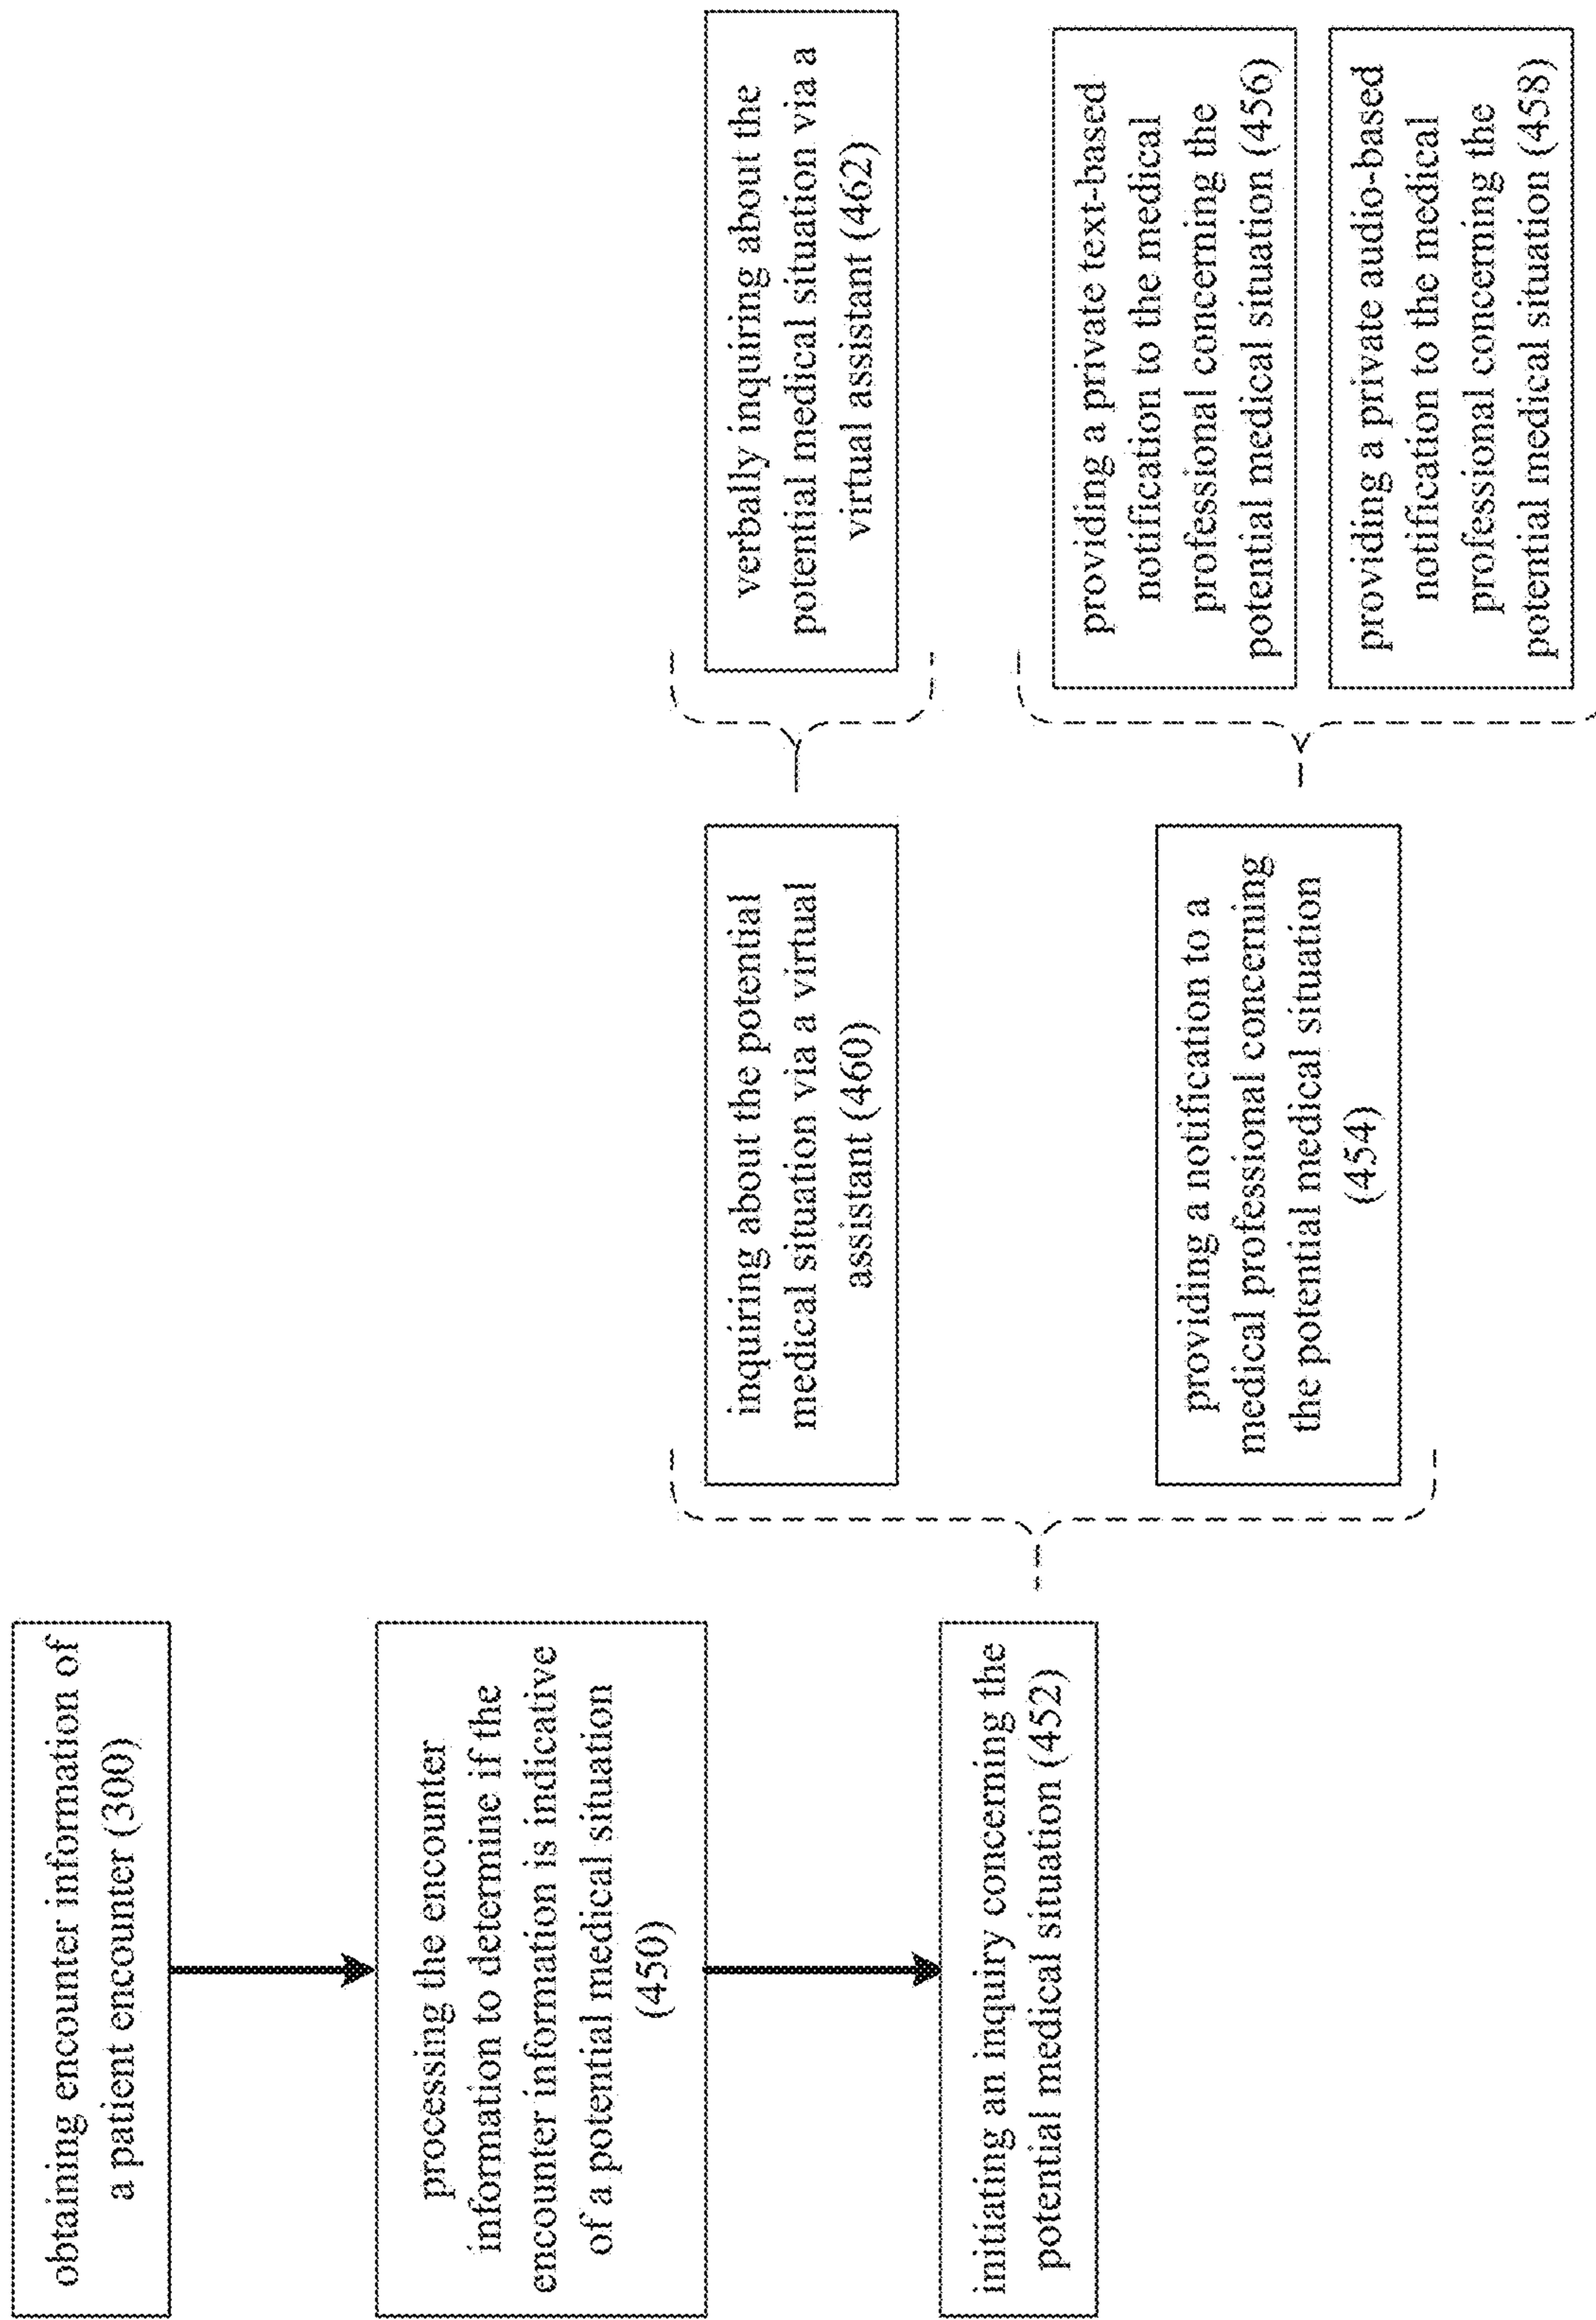 obtaining encounter information of
a patient encounter (300)
processing the encounter
information to determine if the
encounter information is indicative
of a potential medical situation
(450)
initiating an inquiry concerning the
potential medical situation (452)
inquiring about the potential
medical situation via a virtual
assistant (460)
providing a notification to a
medical professional concerning
the potential medical situation
(454)
verbally inquiring about the
potential medical situation via a
virtual assistant (462)
providing a private text-based
notification to the medical
professional concerning the
potential medical situation (456)
providing a private audio-based
notification to the medical
professional concerning the
potential medical situation (458)